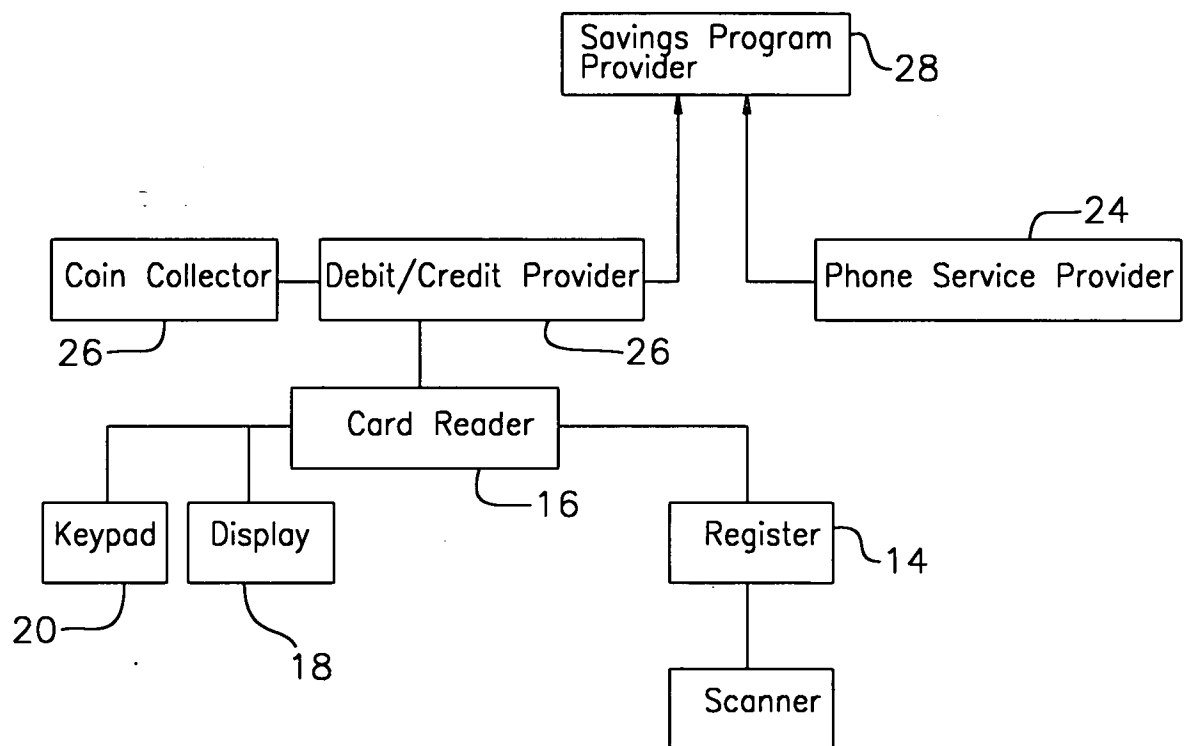 Savings Program
Provider
28
24
Coin Collector
Debit/Credit Provider
Phone Service Provider
26
26
Card Reader
16
Keypad
Display
Register
14
20
18
Scanner